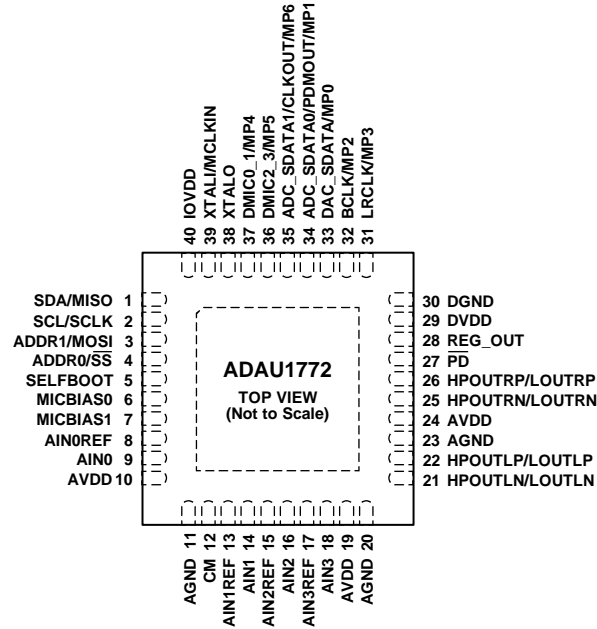 40 IOVDD
39 XTALI/MCLKIN
38 XTALO
37 DMIC0_1/MP4
36 DMIC2_3/MP5
35 ADC_SDATA1/CLKOUT/MP6
34 ADC_SDATA0/PDMOUT/MP1
33 DAC_SDATA/MP0
32 BCLK/MP2
31 LRCLK/MP3
SDA/MISO 1
SCL/SCLK 2
ADDR1/MOSI 3
ADDR0/S̅S̅ 4
SELFBOOT 5
MICBIAS0 6
MICBIAS1 7
AIN0REF 8
AIN0 9
AVDD 10
ADAU1772
TOP VIEW
(Not to Scale)
30 DGND
29 DVDD
28 REG_OUT
27 P̅D̅
26 HPOUTRP/LOUTRP
25 HPOUTRN/LOUTRN
24 AVDD
23 AGND
22 HPOUTLP/LOUTLP
21 HPOUTLN/LOUTLN
AGND 11
CM 12
AIN1REF 13
AIN1 14
AIN2REF 15
AIN2 16
AIN3REF 17
AIN3 18
AVDD 19
AGND 20